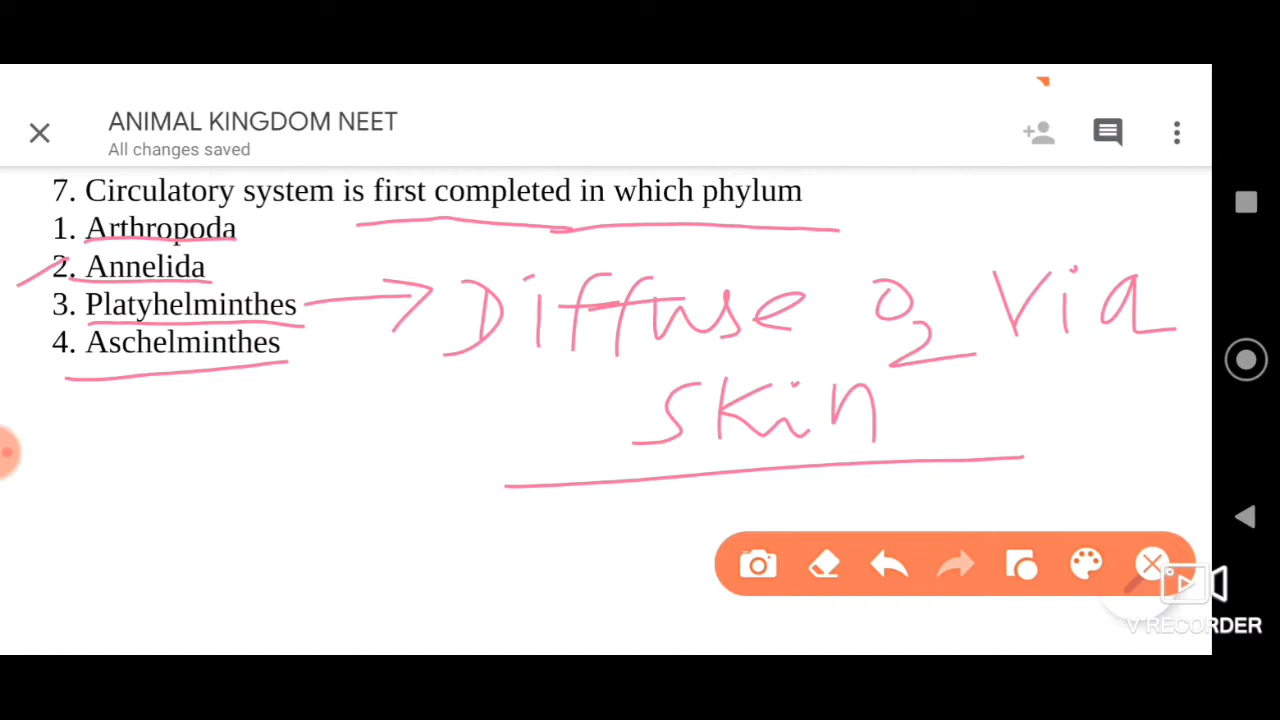 ANIMAL KINGDOM NEET
All changes saved
7. Circulatory system is first completed in which phylum
1. Arthropoda
2. Annelida
3. Platyhelminthes → Diffuse O2 via
4. Aschelminthes
skin
V RECORDER